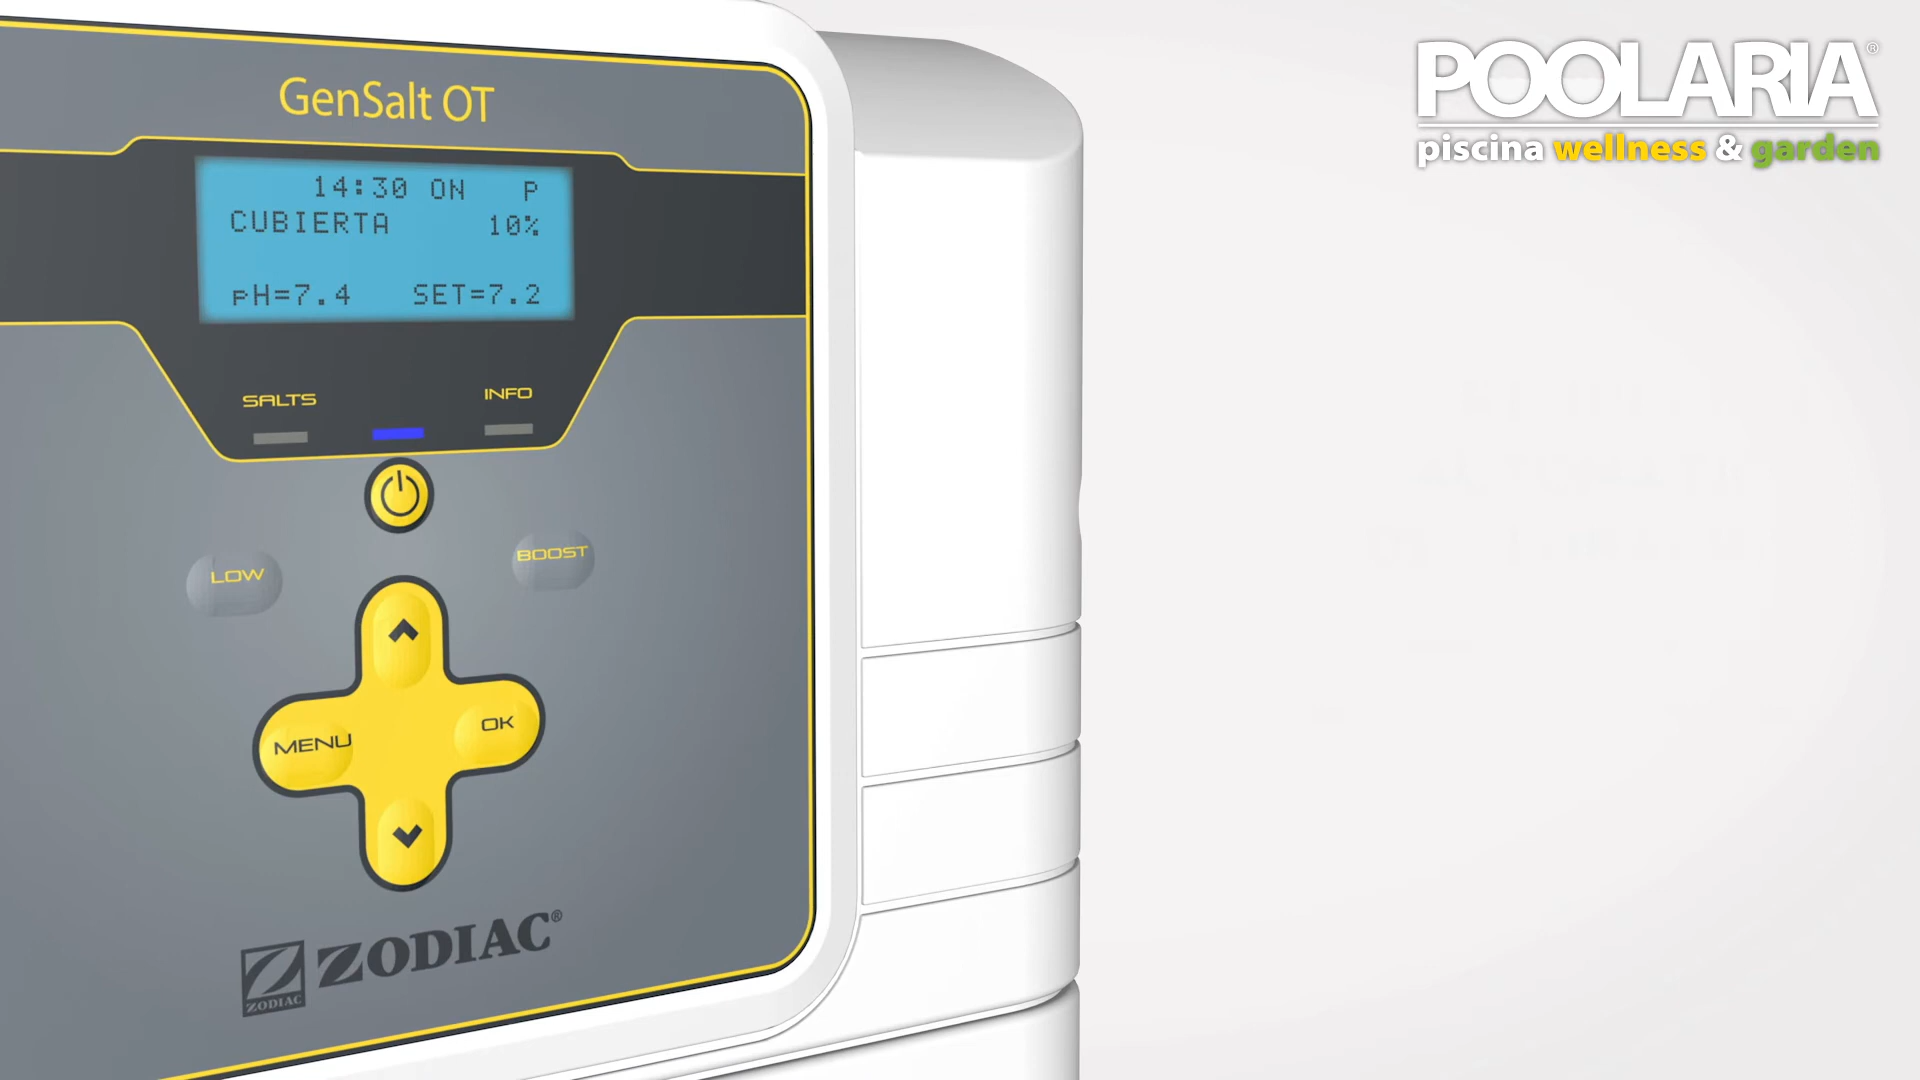 GenSalt OT
14:30 ON P
CUBIERTA 10%
pH=7.4 SET=7.2
SALTS INFO
LOW BOOST
MENU OK
ZODIAC ZODIAC®
POOLARIA®
piscina wellness & garden